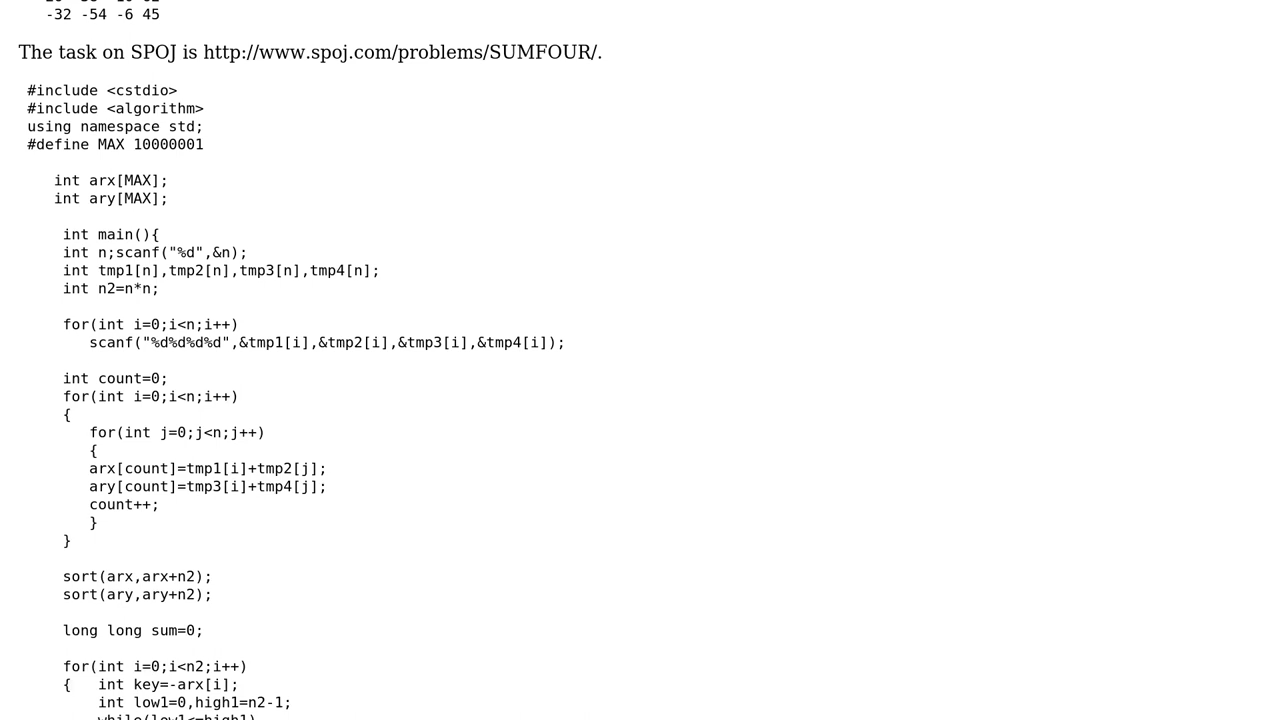 -32 -54 -6 45
The task on SPOJ is http://www.spoj.com/problems/SUMFOUR/.
#include <cstdio>
#include <algorithm>
using namespace std;
#define MAX 10000001
int arx[MAX];
int ary[MAX];
int main(){
int n;scanf("%d",&n);
int tmp1[n],tmp2[n],tmp3[n],tmp4[n];
int n2=n*n;
for(int i=0;i<n;i++)
scanf("%d%d%d%d",&tmp1[i],&tmp2[i],&tmp3[i],&tmp4[i]);
int count=0;
for(int i=0;i<n;i++)
{
for(int j=0;j<n;j++)
{
arx[count]=tmp1[i]+tmp2[j];
ary[count]=tmp3[i]+tmp4[j];
count++;
}
}
sort(arx,arx+n2);
sort(ary,ary+n2);
long long sum=0;
for(int i=0;i<n2;i++)
{   int key=-arx[i];
int low1=0,high1=n2-1;
while(low1<=high1)